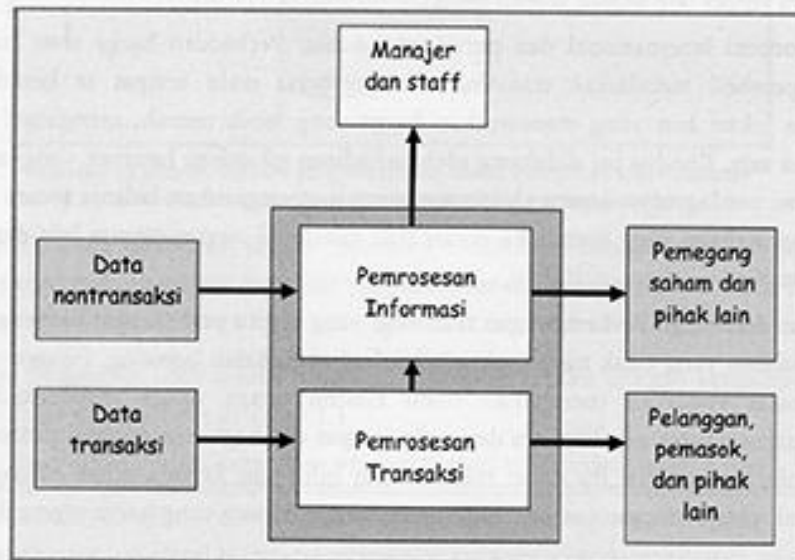 Manajer
dan staff
Data
nontransaksi
Pemrosesan
Informasi
Pemegang
saham dan
pihak lain
Data
transaksi
Pemrosesan
Transaksi
Pelanggan,
pemasok,
dan pihak
lain